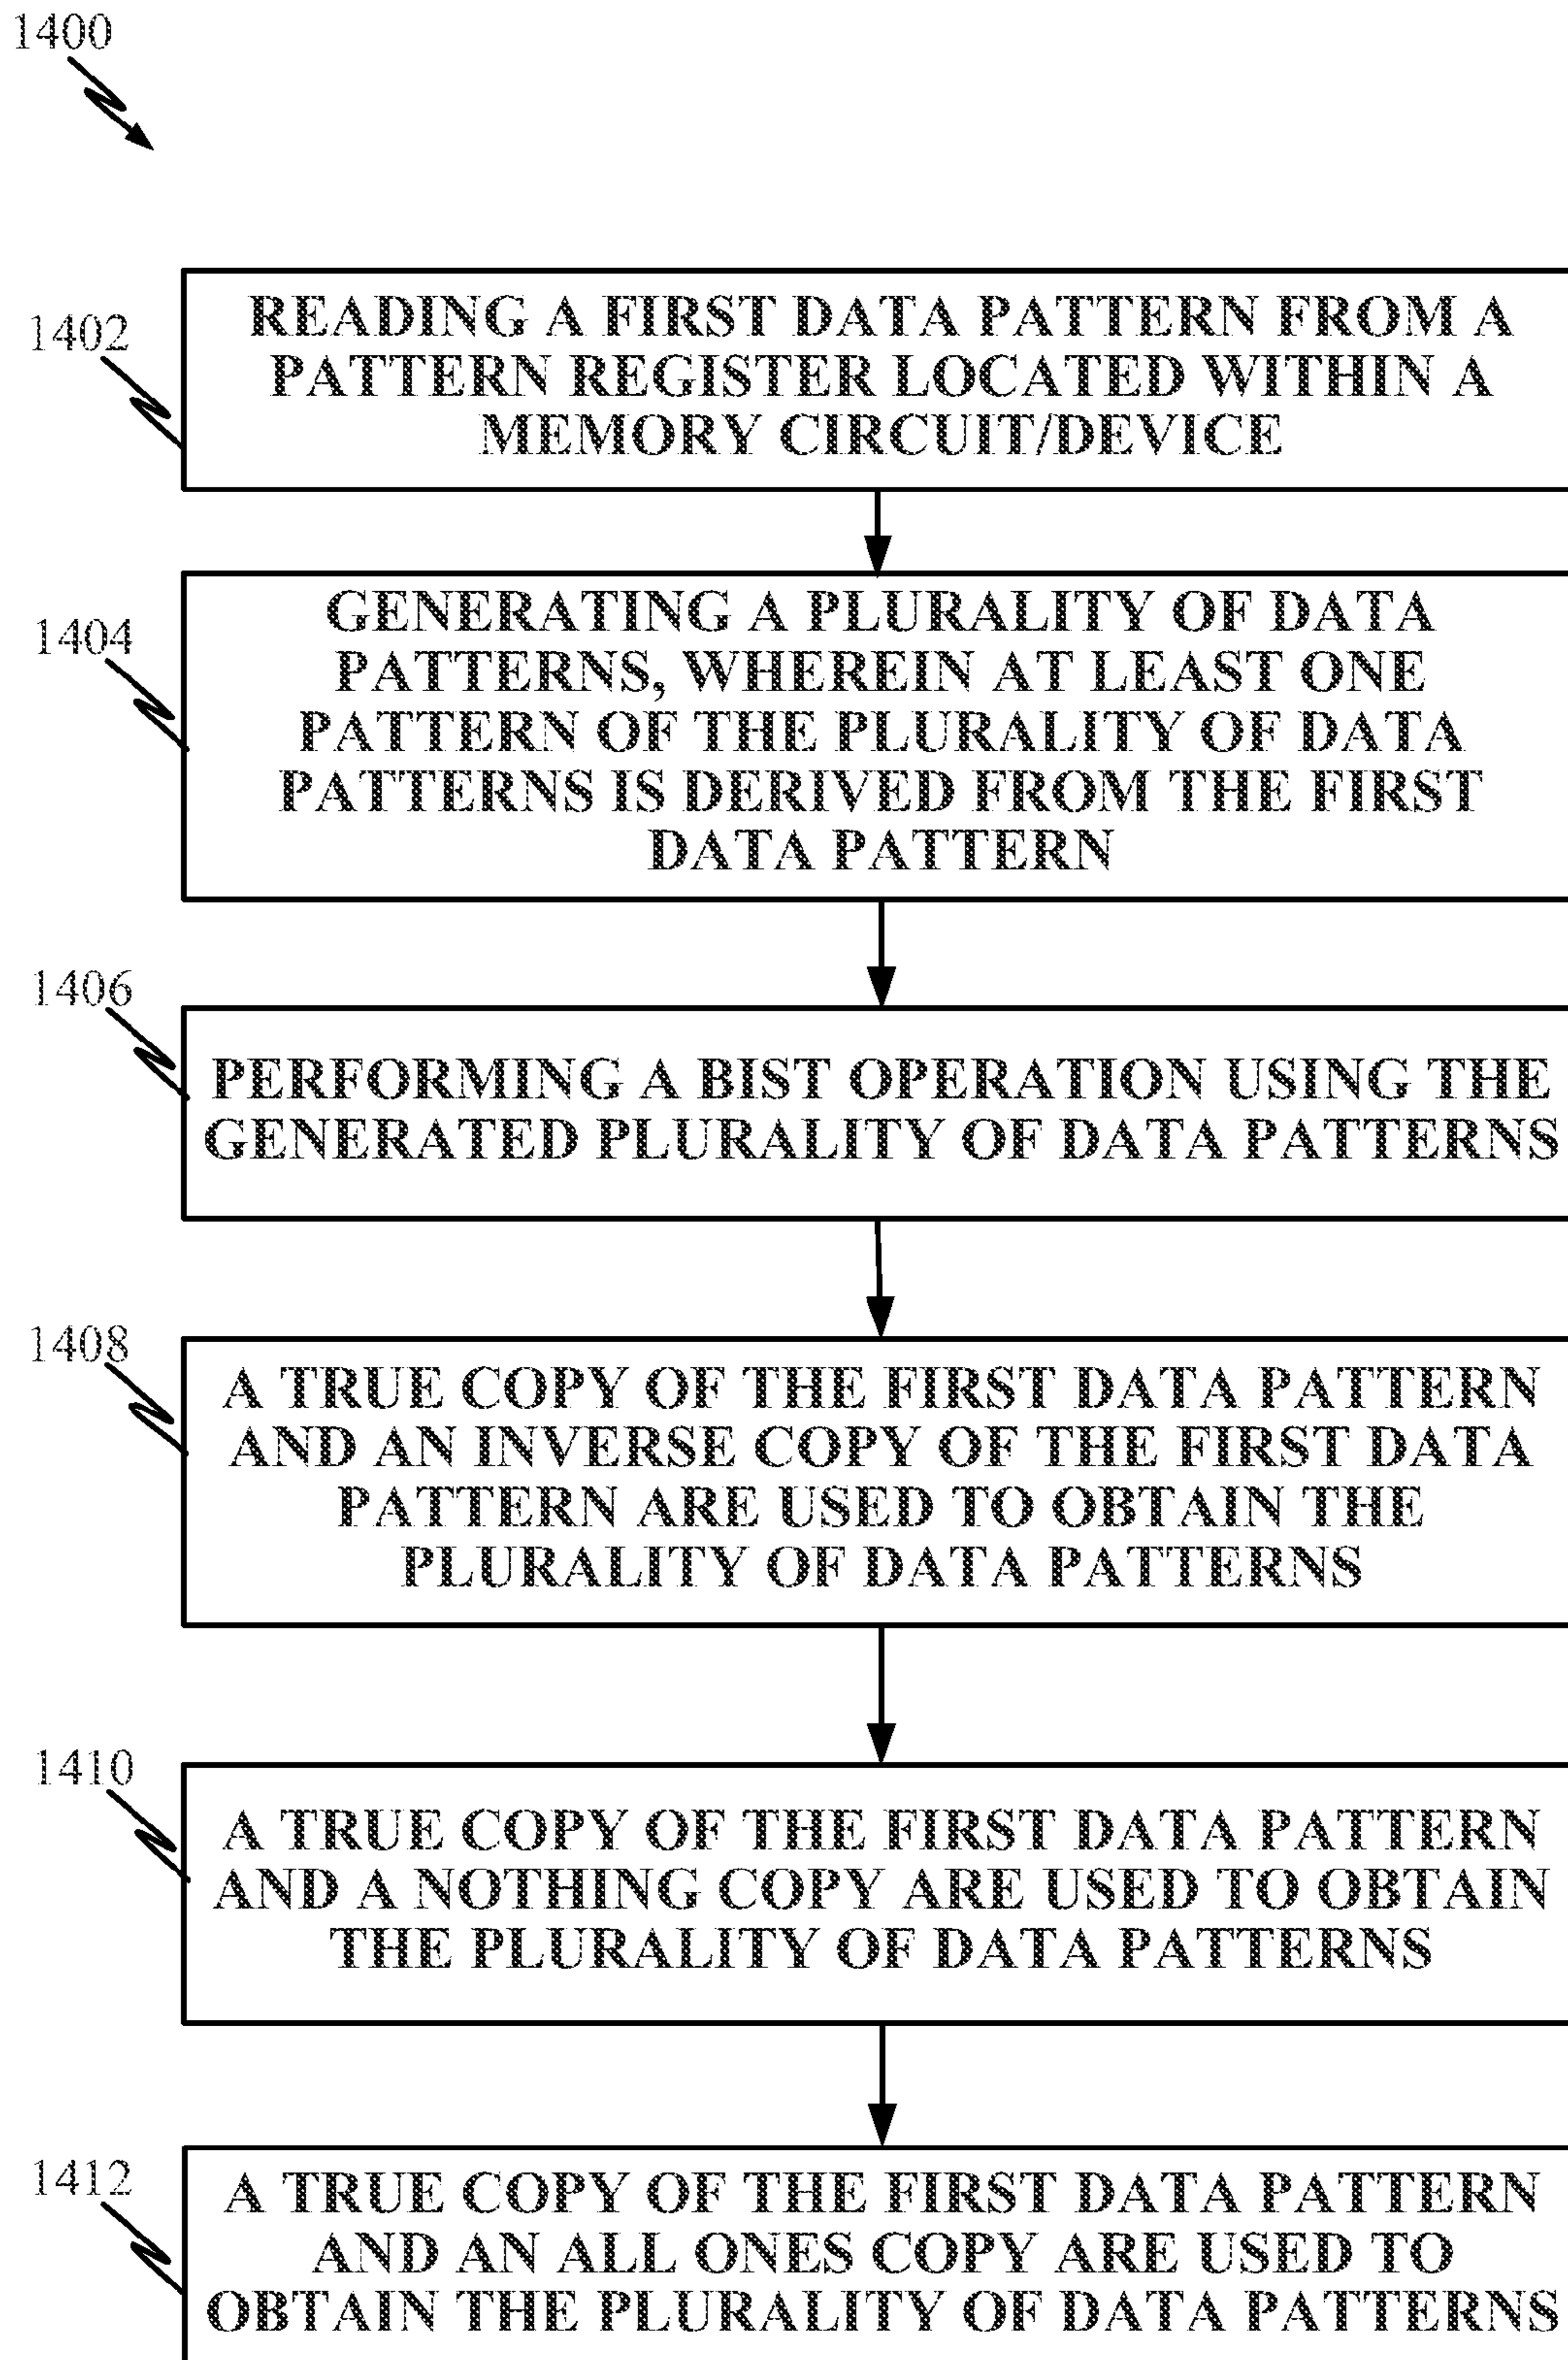 1400
1402
READING A FIRST DATA PATTERN FROM A
PATTERN REGISTER LOCATED WITHIN A
MEMORY CIRCUIT/DEVICE
1404
GENERATING A PLURALITY OF DATA
PATTERNS, WHEREIN AT LEAST ONE
PATTERN OF THE PLURALITY OF DATA
PATTERNS IS DERIVED FROM THE FIRST
DATA PATTERN
1406
PERFORMING A BIST OPERATION USING THE
GENERATED PLURALITY OF DATA PATTERNS
1408
A TRUE COPY OF THE FIRST DATA PATTERN
AND AN INVERSE COPY OF THE FIRST DATA
PATTERN ARE USED TO OBTAIN THE
PLURALITY OF DATA PATTERNS
1410
A TRUE COPY OF THE FIRST DATA PATTERN
AND A NOTHING COPY ARE USED TO OBTAIN
THE PLURALITY OF DATA PATTERNS
1412
A TRUE COPY OF THE FIRST DATA PATTERN
AND AN ALL ONES COPY ARE USED TO
OBTAIN THE PLURALITY OF DATA PATTERNS